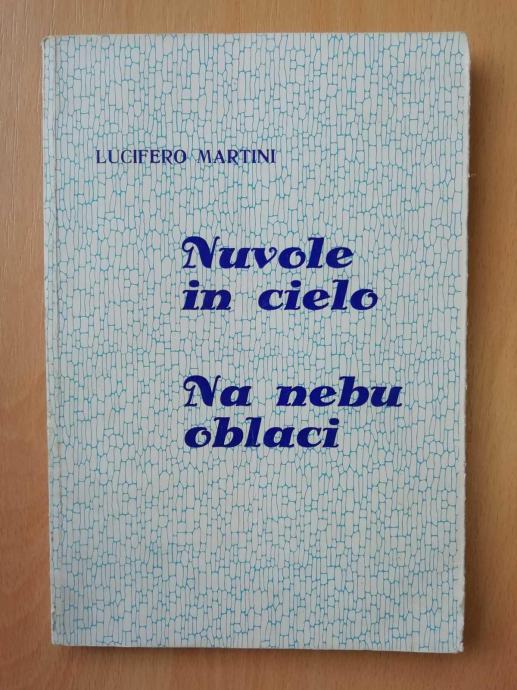 LUCIFERO MARTINI
Nuvole
in cielo
Na nebu
oblaci